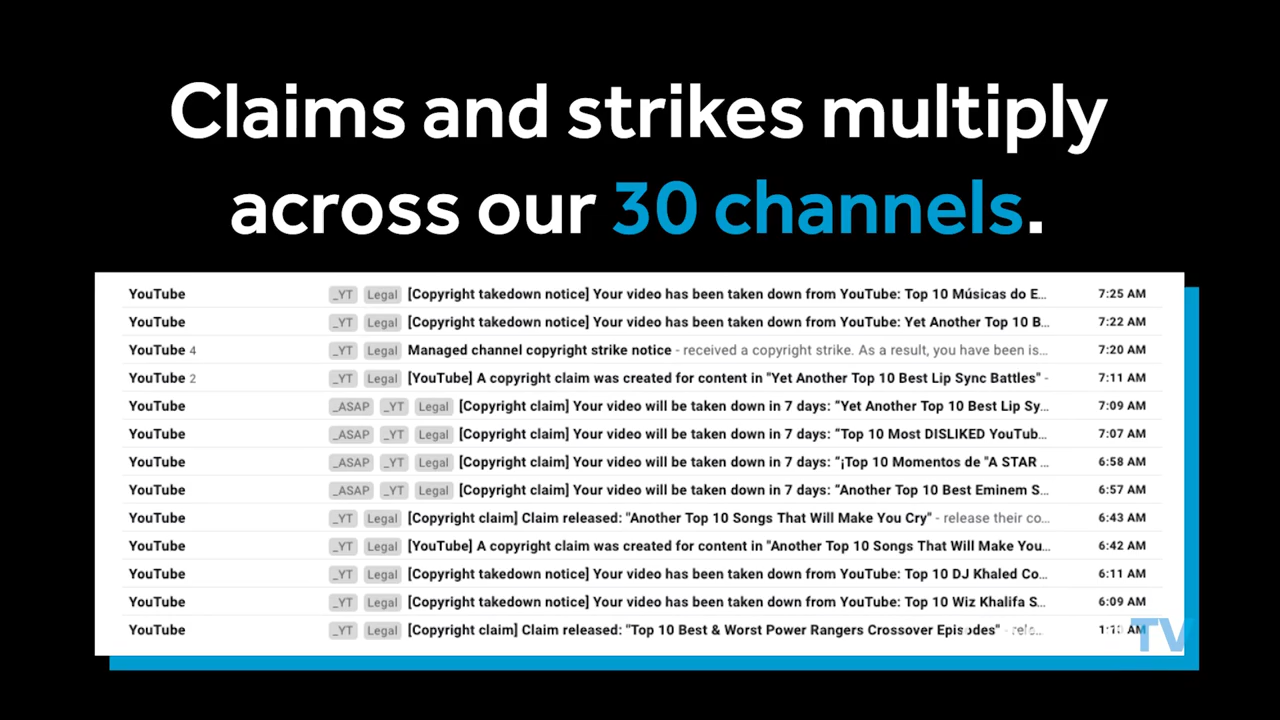 Claims and strikes multiply
across our 30 channels.
YouTube _YT Legal [Copyright takedown notice] Your video has been taken down from YouTube: Top 10 Músicas do E... 7:25 AM
YouTube _YT Legal [Copyright takedown notice] Your video has been taken down from YouTube: Yet Another Top 10 B... 7:22 AM
YouTube 4 _YT Legal Managed channel copyright strike notice - received a copyright strike. As a result, you have been is... 7:20 AM
YouTube 2 _YT Legal [YouTube] A copyright claim was created for content in "Yet Another Top 10 Best Lip Sync Battles" - 7:11 AM
YouTube _ASAP _YT Legal [Copyright claim] Your video will be taken down in 7 days: "Yet Another Top 10 Best Lip Sy... 7:09 AM
YouTube _ASAP _YT Legal [Copyright claim] Your video will be taken down in 7 days: "Top 10 Most DISLIKED YouTub... 7:07 AM
YouTube _ASAP _YT Legal [Copyright claim] Your video will be taken down in 7 days: "¡Top 10 Momentos de "A STAR ... 6:58 AM
YouTube _ASAP _YT Legal [Copyright claim] Your video will be taken down in 7 days: "Another Top 10 Best Eminem S... 6:57 AM
YouTube _YT Legal [Copyright claim] Claim released: "Another Top 10 Songs That Will Make You Cry" - release their co... 6:43 AM
YouTube _YT Legal [YouTube] A copyright claim was created for content in "Another Top 10 Songs That Will Make You... 6:42 AM
YouTube _YT Legal [Copyright takedown notice] Your video has been taken down from YouTube: Top 10 DJ Khaled Co... 6:11 AM
YouTube _YT Legal [Copyright takedown notice] Your video has been taken down from YouTube: Top 10 Wiz Khalifa S... 6:09 AM
YouTube _YT Legal [Copyright claim] Claim released: "Top 10 Best & Worst Power Rangers Crossover Episodes" - AM
TV